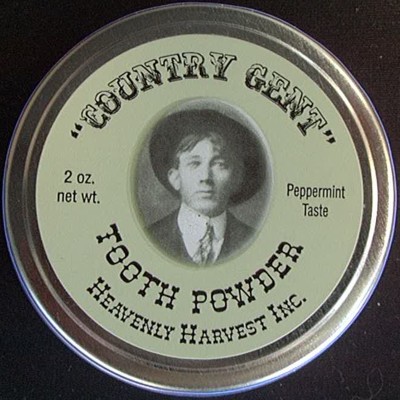 "COUNTRY GENT"
2 oz.
net wt.
Peppermint
Taste
TOOTH POWDER
HEAVENLY HARVEST INC.